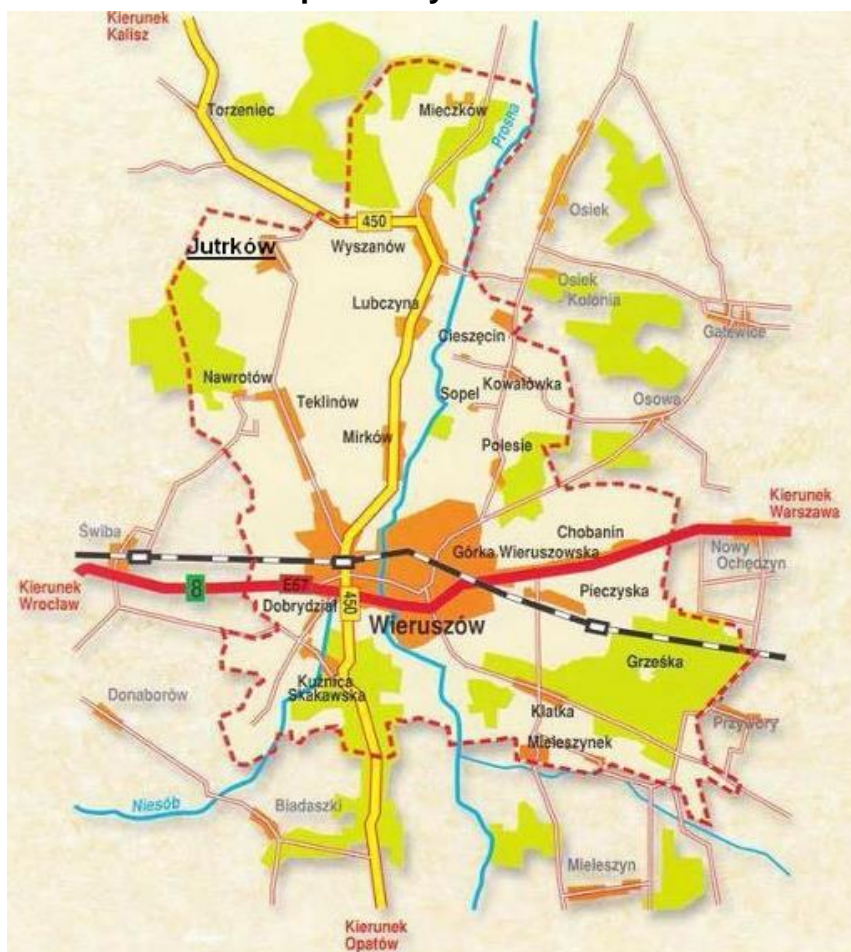 Kierunek
Kalisz
Torzeniec
Mieczków
Prosna
Osiek
450
Jutrków
Wyszanów
Osiek
- Kolonia
Lubczyna
Cieszęcin
Galewice
Nawrotów
Teklinów
Sopel
Kowalówka
Osowa
Mirków
Polesie
Kierunek
Warszawa
Świba
Chobanin
Górka Wieruszowska
Nowy
Ochędzyn
Kierunek
Wrocław
8
E67
Dobrydział
450
Pieczyska
Wieruszów
Grześka
Kuźnica
Skakawska
Donaborów
Klatka
Przywory
Mieleszynek
Niesób
Biadaszki
Mieleszyn
Kierunek
Opatów